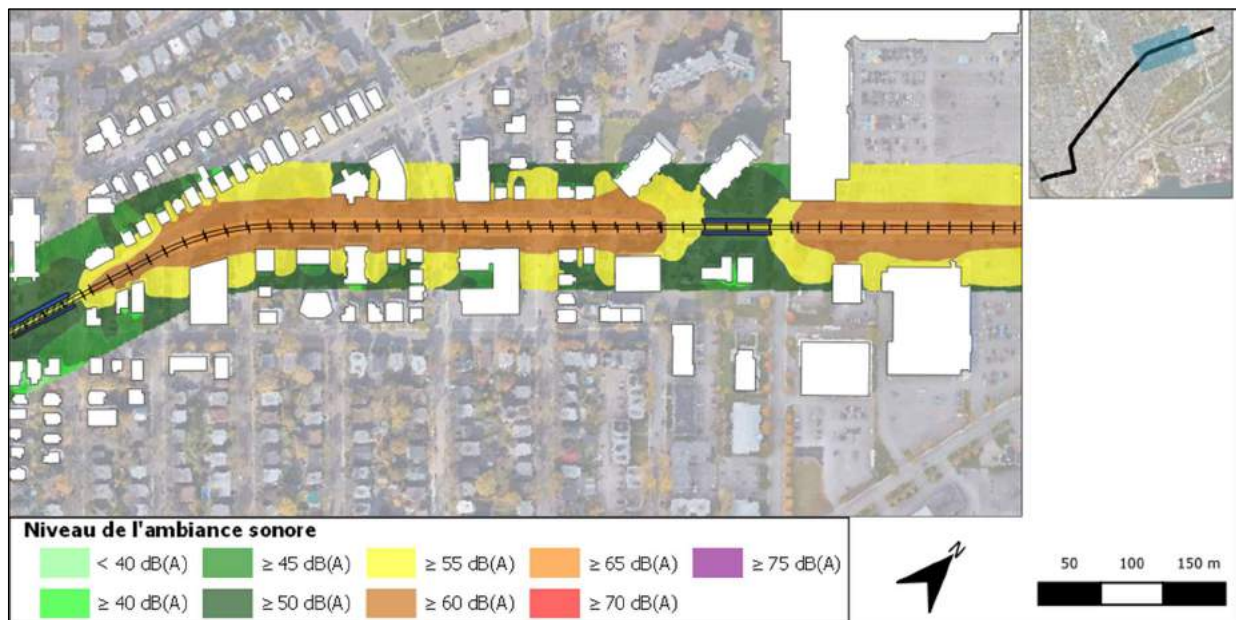 Niveau de l'ambiance sonore
< 40 dB(A) ≥ 45 dB(A) ≥ 55 dB(A) ≥ 65 dB(A) ≥ 75 dB(A)
≥ 40 dB(A) ≥ 50 dB(A) ≥ 60 dB(A) ≥ 70 dB(A)
N
50 100 150 m